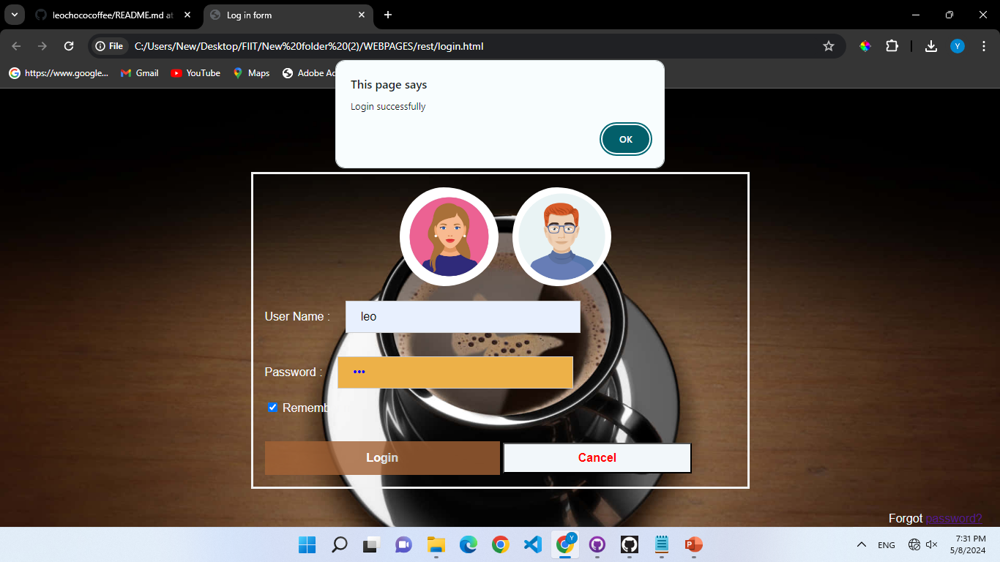 leochococoffee/README.md at
Log in form
File
C:/Users/New/Desktop/FIIT/New%20folder%20(2)/WEBPAGES/rest/login.html
Y
https://www.google...
Gmail
YouTube
Maps
Adobe Ac
This page says
Login successfully
OK
User Name :
leo
Password :
•••
Rememb
Login
Cancel
Forgot password?
Y
ENG
7:31 PM
5/8/2024